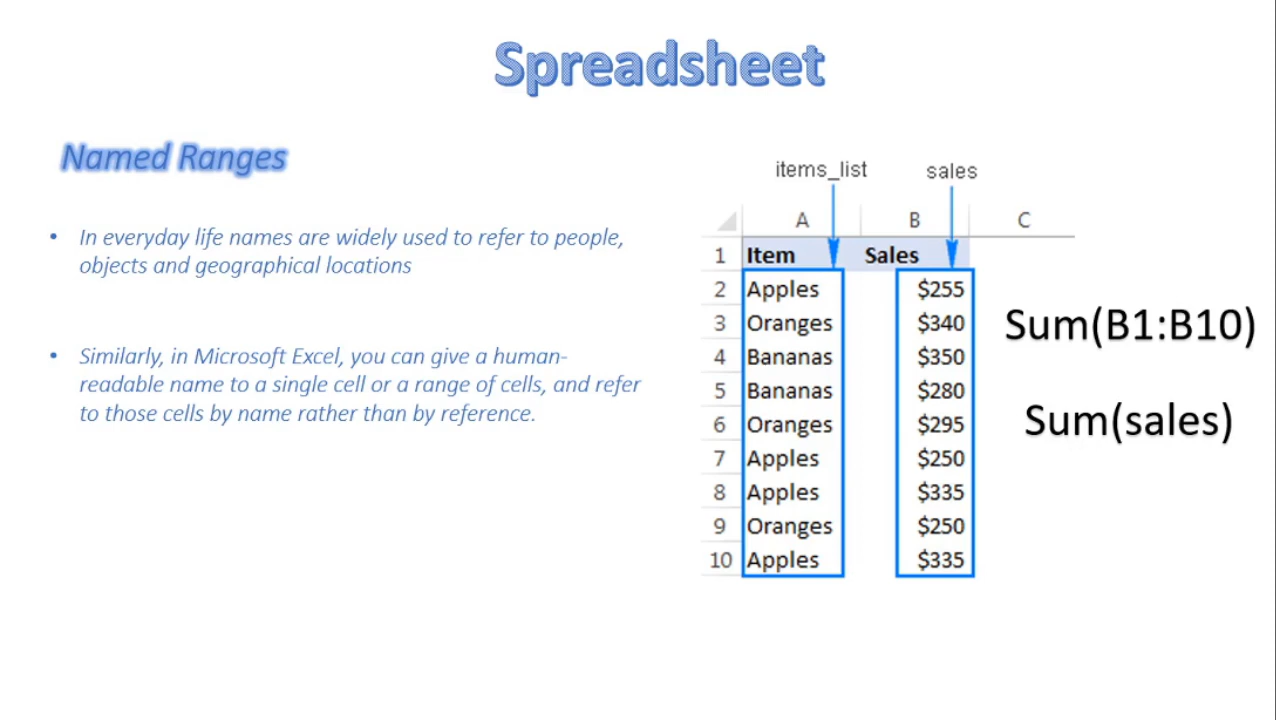 Spreadsheet
Named Ranges
• In everyday life names are widely used to refer to people,
objects and geographical locations
• Similarly, in Microsoft Excel, you can give a human-
readable name to a single cell or a range of cells, and refer
to those cells by name rather than by reference.
items_list sales
A B C
1 Item Sales
2 Apples $255
3 Oranges $340
4 Bananas $350
5 Bananas $280
6 Oranges $295
7 Apples $250
8 Apples $335
9 Oranges $250
10 Apples $335
Sum(B1:B10)
Sum(sales)